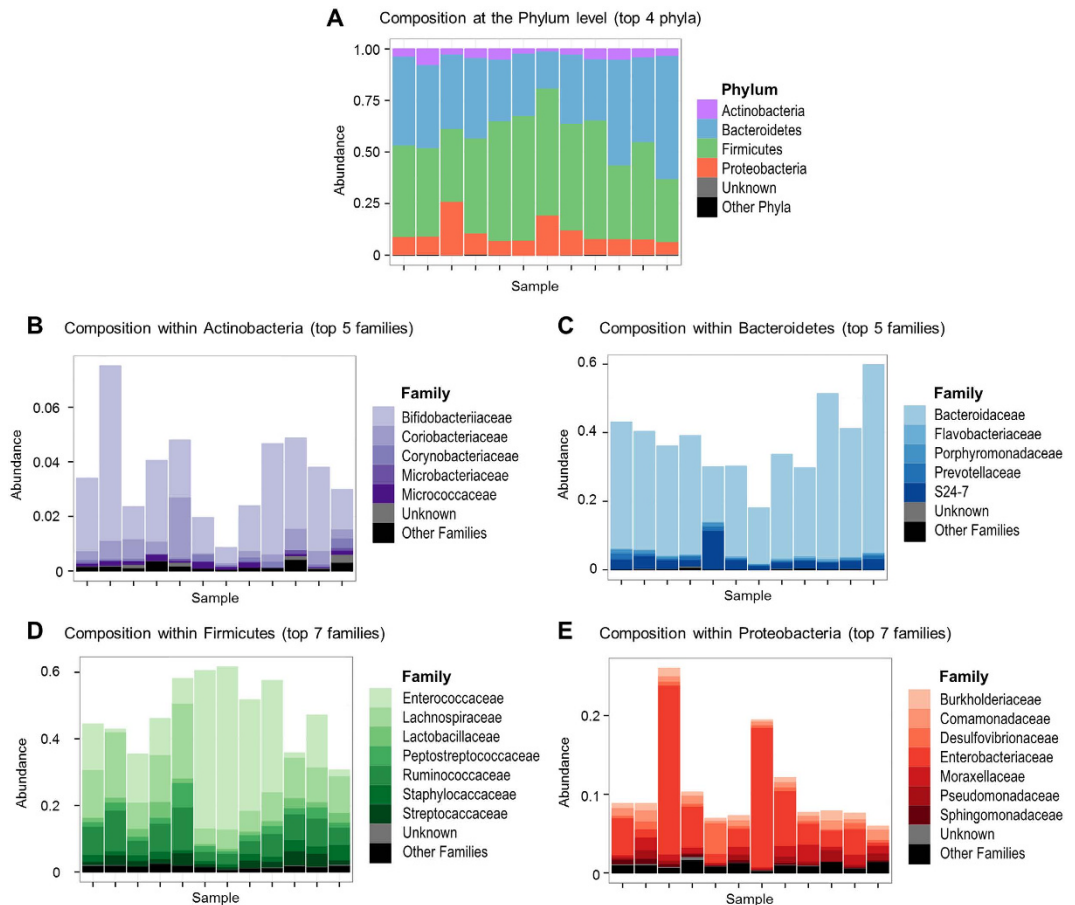 A Composition at the Phylum level (top 4 phyla)
1.00
0.75
0.50
0.25
0
Abundance
Sample
Phylum
Actinobacteria
Bacteroidetes
Firmicutes
Proteobacteria
Unknown
Other Phyla
B Composition within Actinobacteria (top 5 families)
0.06
0.04
0.02
0
Abundance
Sample
Family
Bifidobacteriiaceae
Coriobacteriaceae
Corynobacteriaceae
Microbacteriaceae
Micrococcaceae
Unknown
Other Families
C Composition within Bacteroidetes (top 5 families)
0.6
0.4
0.2
0
Abundance
Sample
Family
Bacteroidaceae
Flavobacteriaceae
Porphyromonadaceae
Prevotellaceae
S24-7
Unknown
Other Families
D Composition within Firmicutes (top 7 families)
0.6
0.4
0.2
0
Abundance
Sample
Family
Enterococcaceae
Lachnospiraceae
Lactobacillaceae
Peptostreptococcaceae
Ruminococcaceae
Staphylocaccaceae
Streptocaccaceae
Unknown
Other Families
E Composition within Proteobacteria (top 7 families)
0.2
0.1
0
Abundance
Sample
Family
Burkholderiaceae
Comamonadaceae
Desulfovibrionaceae
Enterobacteriaceae
Moraxellaceae
Pseudomonadaceae
Sphingomonadaceae
Unknown
Other Families